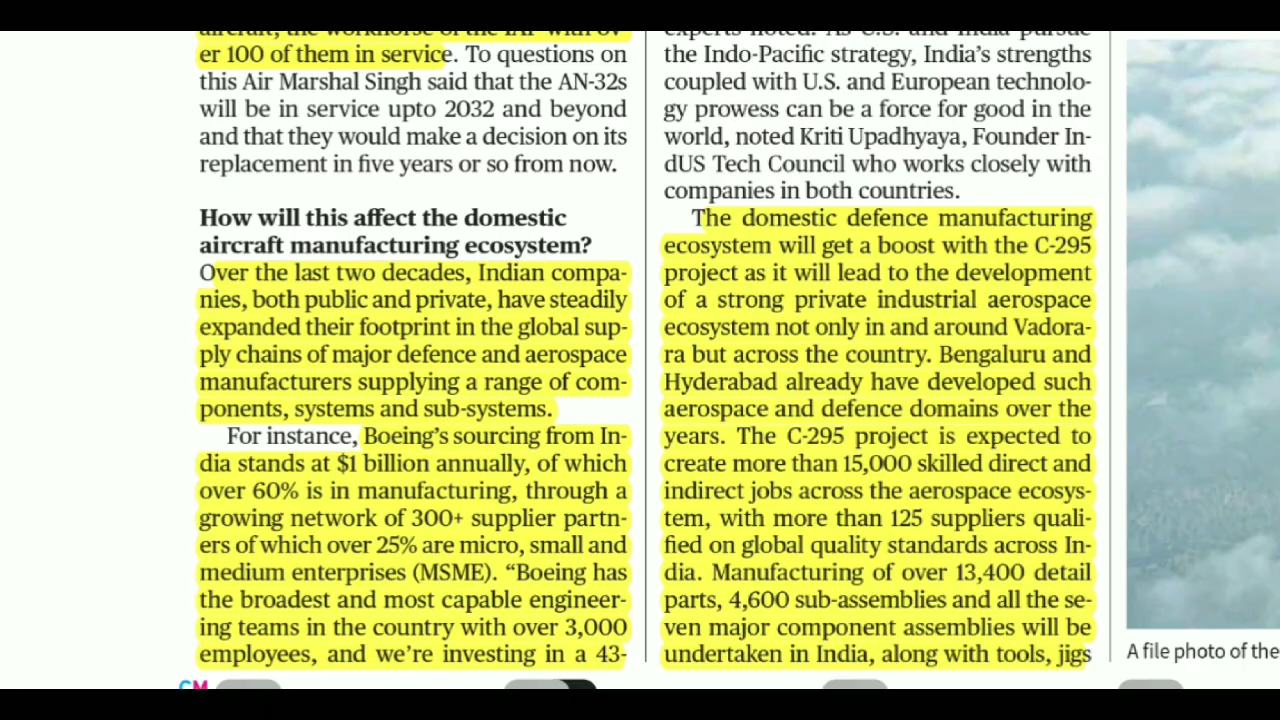 aircraft, the workhorse of the IAF with ov-
er 100 of them in service. To questions on
this Air Marshal Singh said that the AN-32s
will be in service upto 2032 and beyond
and that they would make a decision on its
replacement in five years or so from now.
How will this affect the domestic
aircraft manufacturing ecosystem?
Over the last two decades, Indian compa-
nies, both public and private, have steadily
expanded their footprint in the global sup-
ply chains of major defence and aerospace
manufacturers supplying a range of com-
ponents, systems and sub-systems.
For instance, Boeing's sourcing from In-
dia stands at $1 billion annually, of which
over 60% is in manufacturing, through a
growing network of 300+ supplier partn-
ers of which over 25% are micro, small and
medium enterprises (MSME). “Boeing has
the broadest and most capable engineer-
ing teams in the country with over 3,000
employees, and we're investing in a 43-
experts noted. As U.S. and India pursue
the Indo-Pacific strategy, India's strengths
coupled with U.S. and European technolo-
gy prowess can be a force for good in the
world, noted Kriti Upadhyaya, Founder In-
dUS Tech Council who works closely with
companies in both countries.
The domestic defence manufacturing
ecosystem will get a boost with the C-295
project as it will lead to the development
of a strong private industrial aerospace
ecosystem not only in and around Vadora-
ra but across the country. Bengaluru and
Hyderabad already have developed such
aerospace and defence domains over the
years. The C-295 project is expected to
create more than 15,000 skilled direct and
indirect jobs across the aerospace ecosys-
tem, with more than 125 suppliers quali-
fied on global quality standards across In-
dia. Manufacturing of over 13,400 detail
parts, 4,600 sub-assemblies and all the se-
ven major component assemblies will be
undertaken in India, along with tools, jigs
A file photo of the
CM